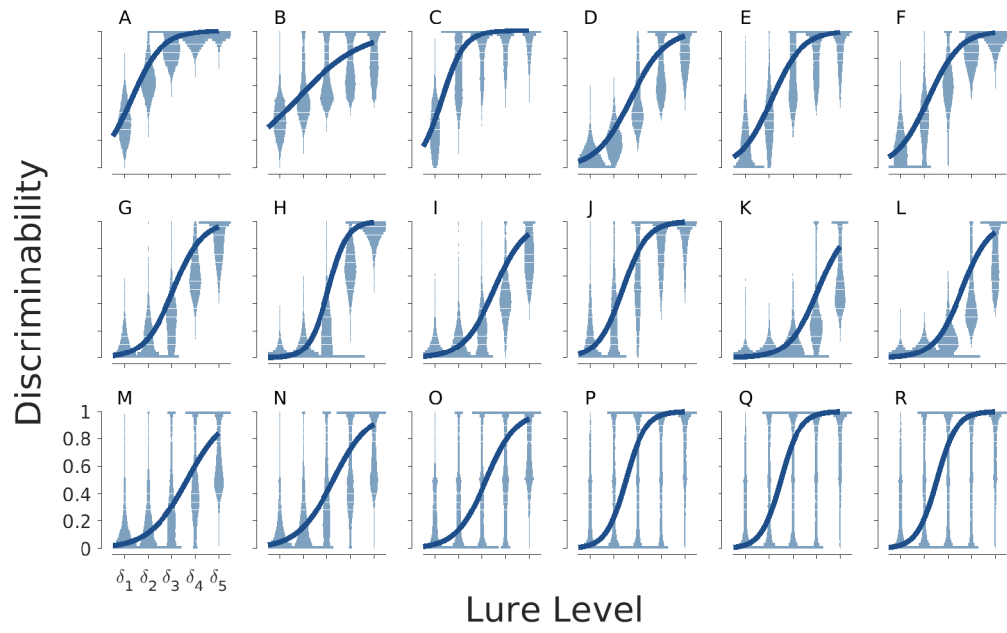 A B C D E F
G H I J K L
M N O P Q R
1
0.8
0.6
0.4
0.2
0
δ1 δ2 δ3 δ4 δ5
Discriminability
Lure Level